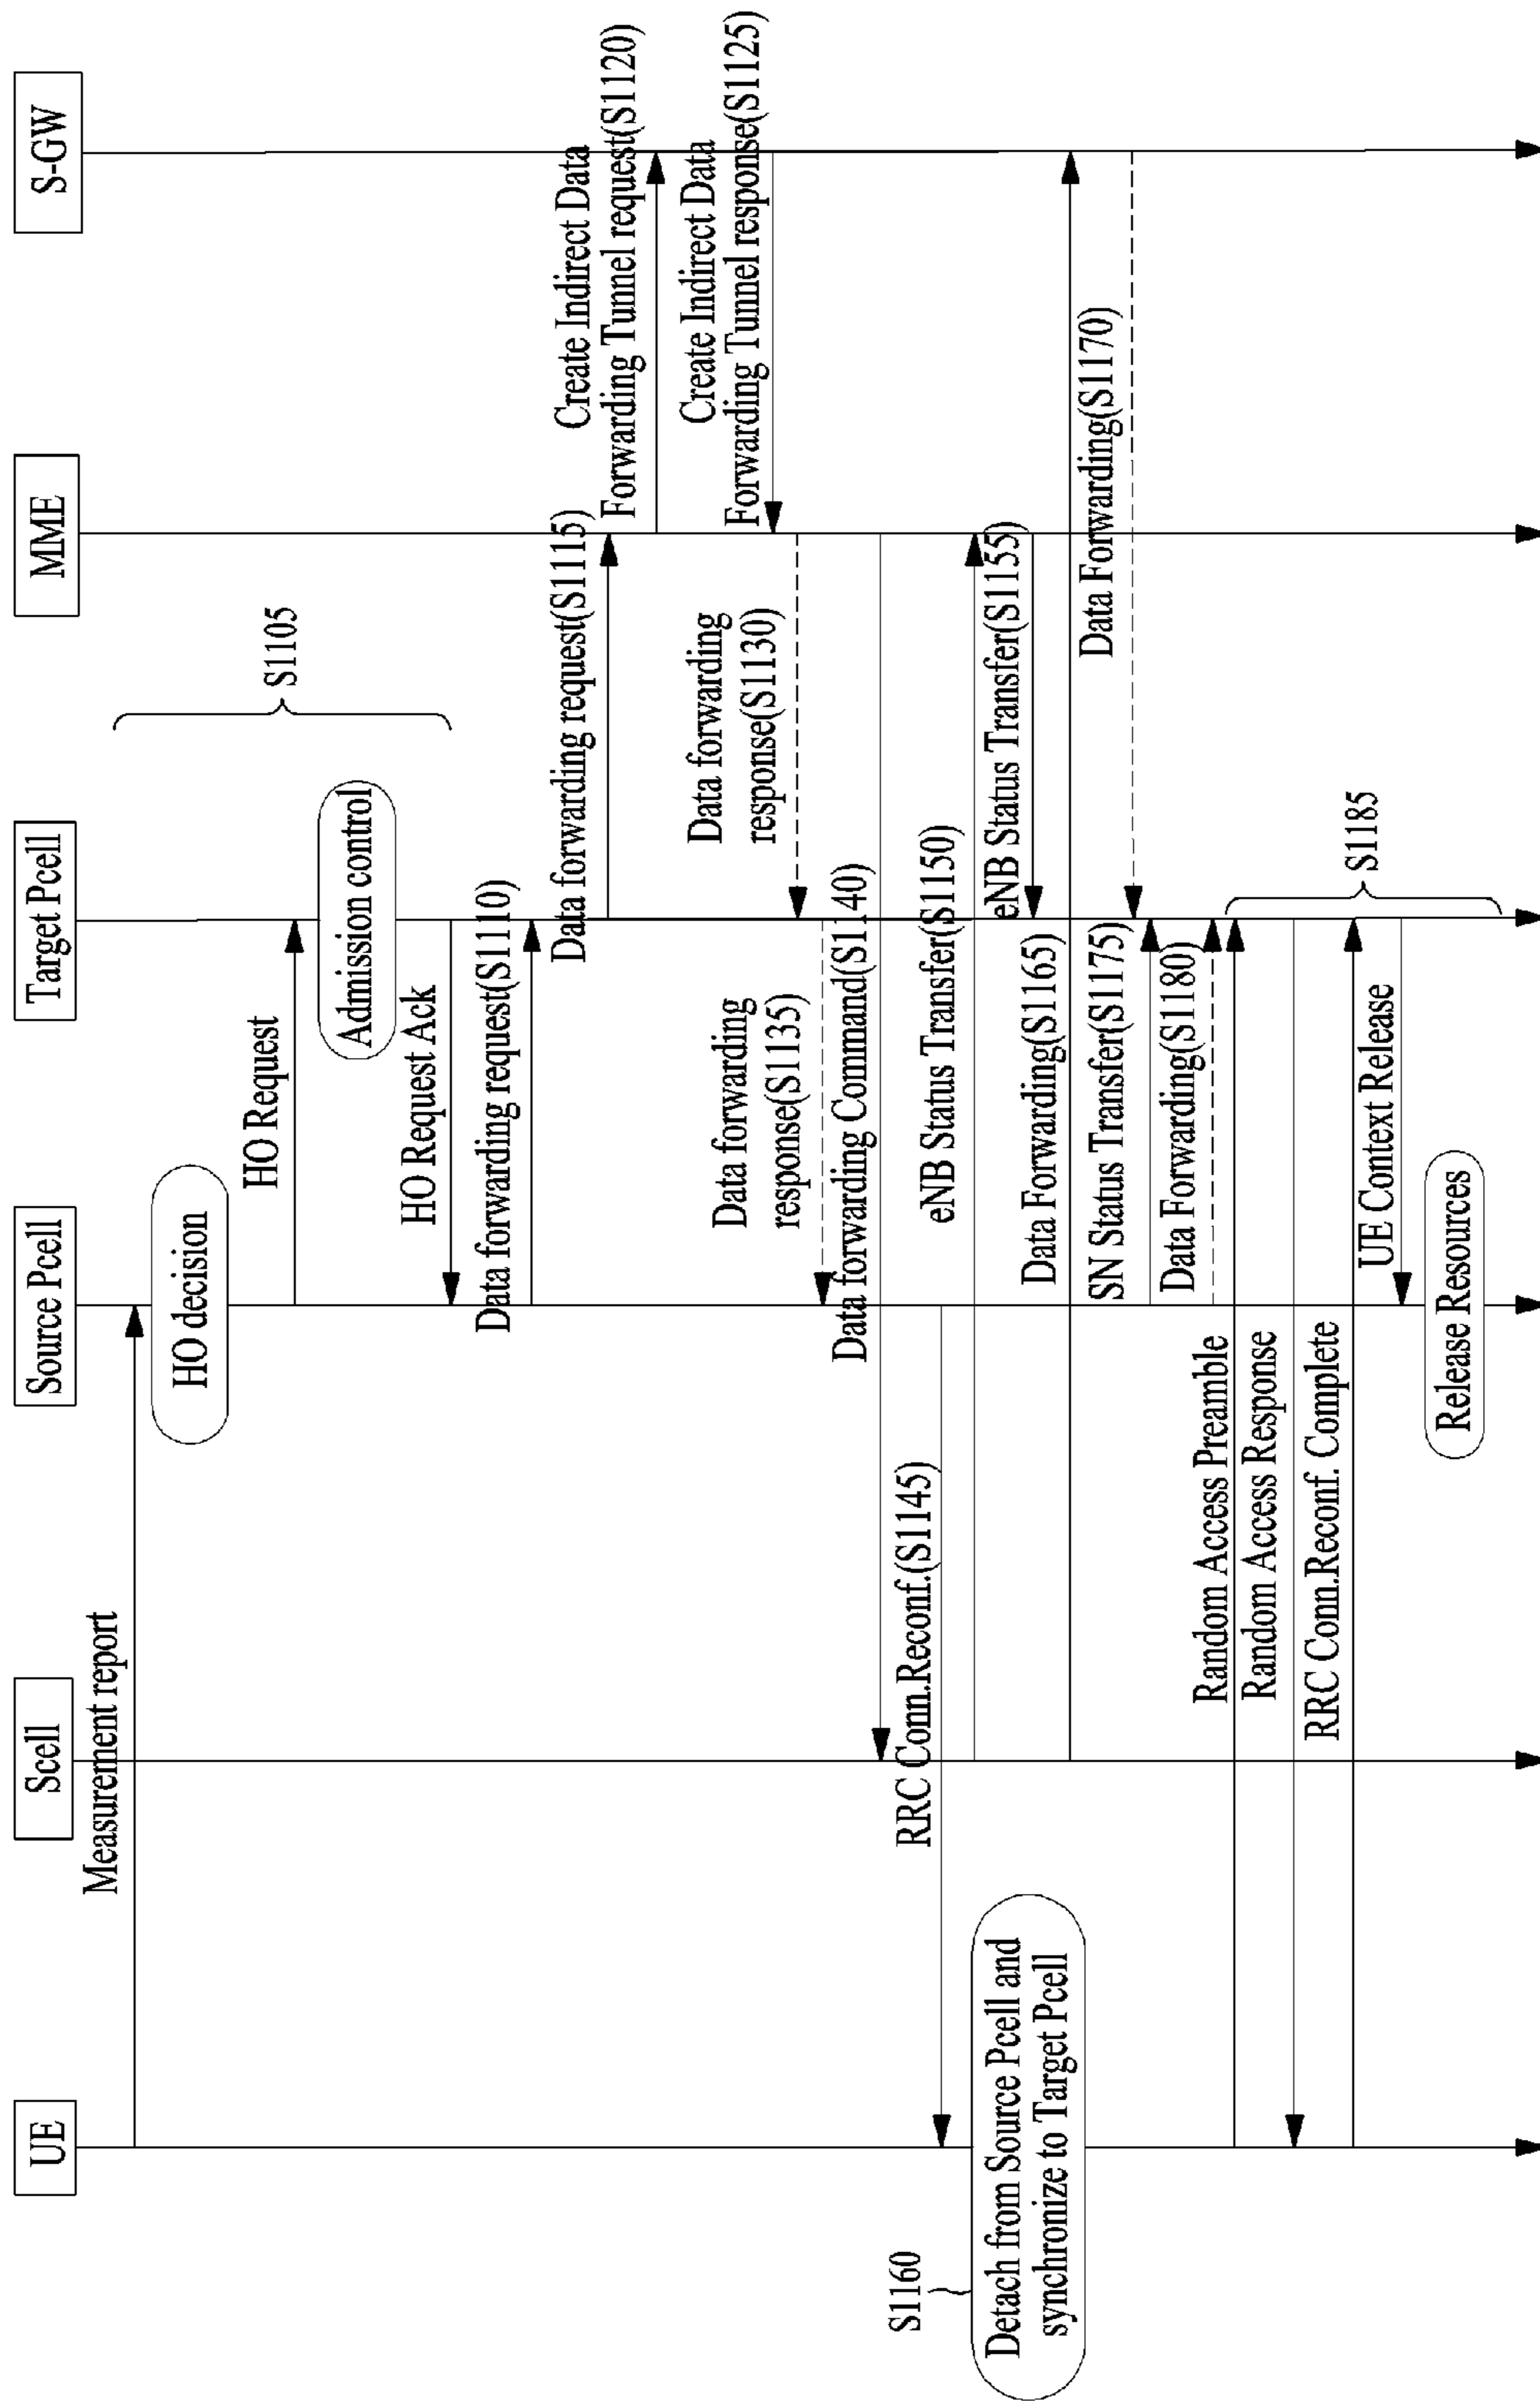 UE
Scell
Source Pcell
Target Pcell
MME
S-GW
Measurement report
HO decision
HO Request
S1105
Admission control
HO Request Ack
Data forwarding request(S1110)
Data forwarding request(S1115)
Create Indirect Data
Forwarding Tunnel request(S1120)
Create Indirect Data
Forwarding Tunnel response(S1125)
Data forwarding
response(S1130)
Data forwarding
response(S1135)
Data forwarding Command(S1140)
RRC Conn.Reconf.(S1145)
eNB Status Transfer(S1150)
eNB Status Transfer(S1155)
S1160
Detach from Source Pcell and
synchronize to Target Pcell
Data Forwarding(S1165)
Data Forwarding(S1170)
SN Status Transfer(S1175)
Data Forwarding(S1180)
Random Access Preamble
Random Access Response
RRC Conn.Reconf. Complete
S1185
UE Context Release
Release Resources